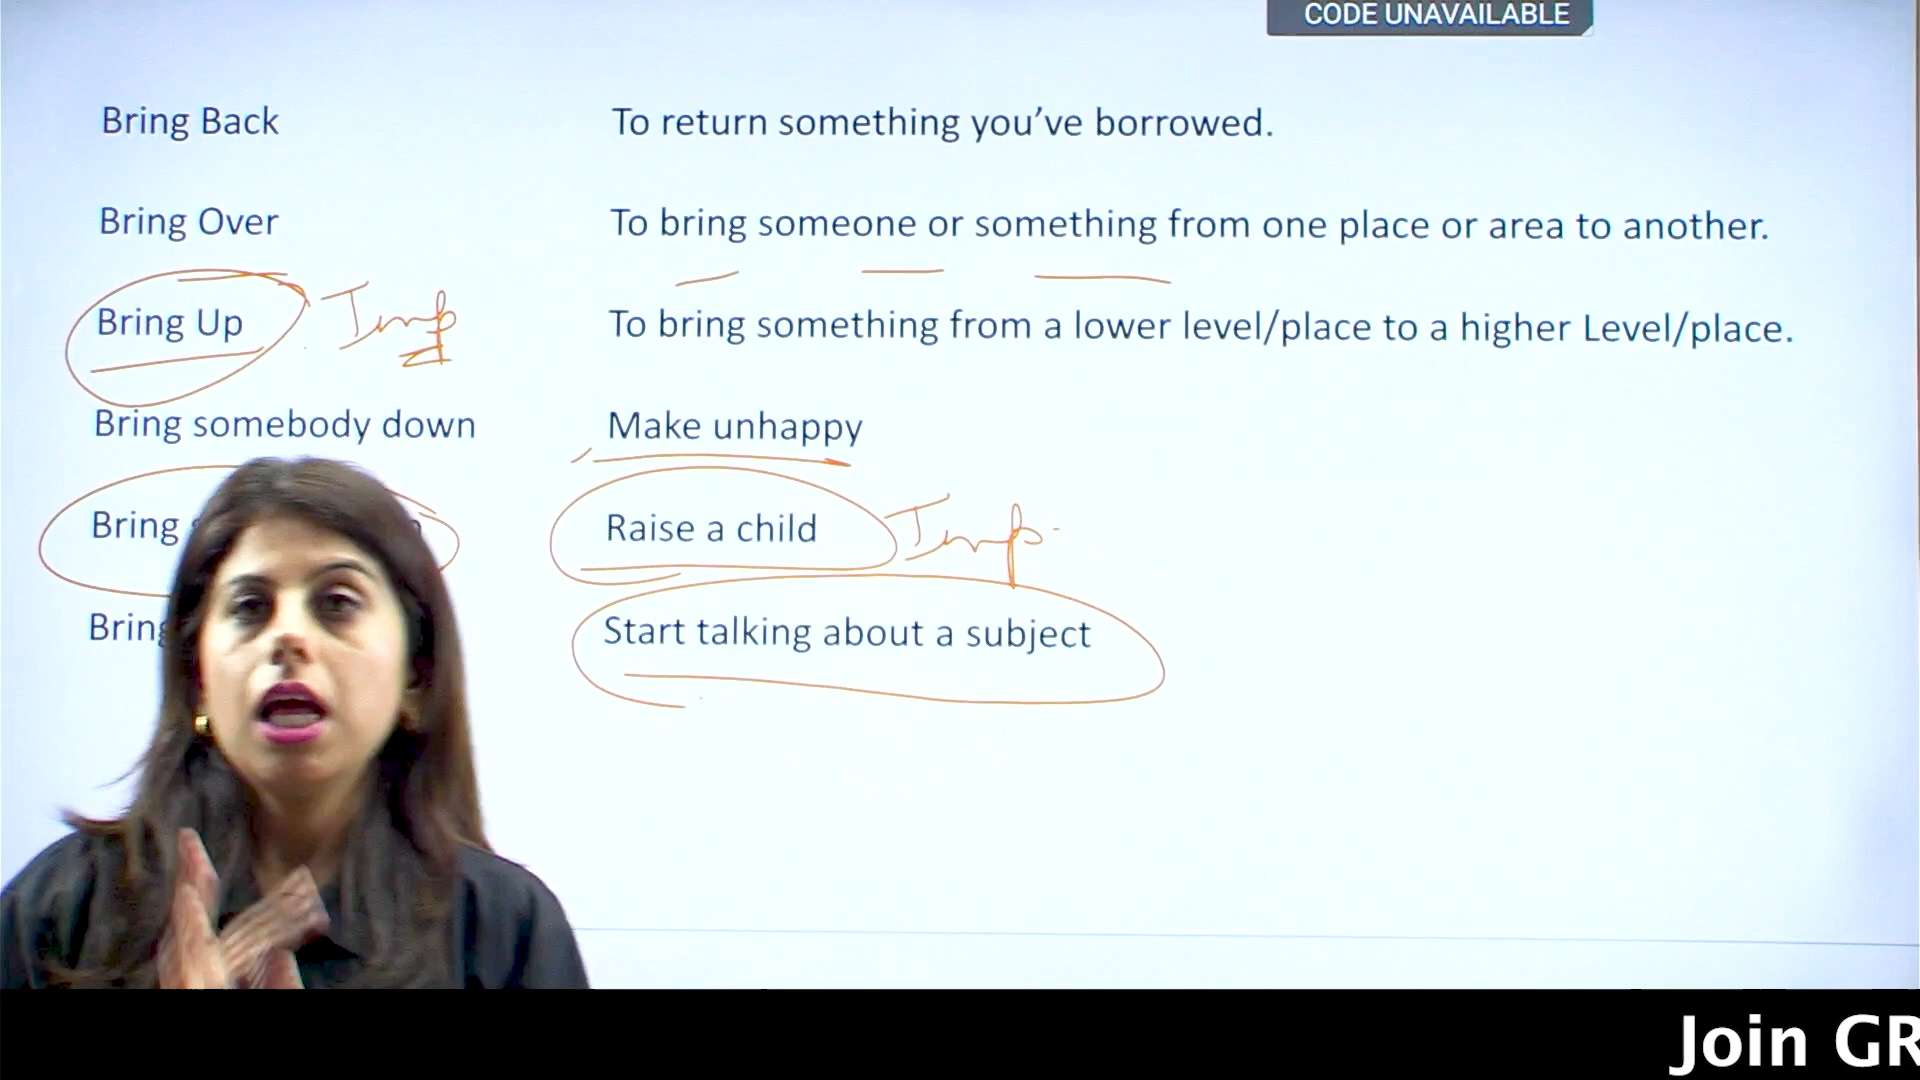 CODE UNAVAILABLE
Bring Back To return something you've borrowed.
Bring Over To bring someone or something from one place or area to another.
Bring Up Imp To bring something from a lower level/place to a higher Level/place.
Bring somebody down Make unhappy
Bring Raise a child Imp
Bring Start talking about a subject
Join GR